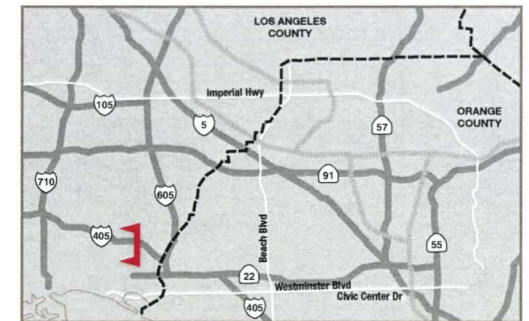 LOS ANGELES
COUNTY
Imperial Hwy
105
5
57
ORANGE
COUNTY
710
605
91
405
55
Beach Blvd
22
Westminster Blvd
Civic Center Dr
405